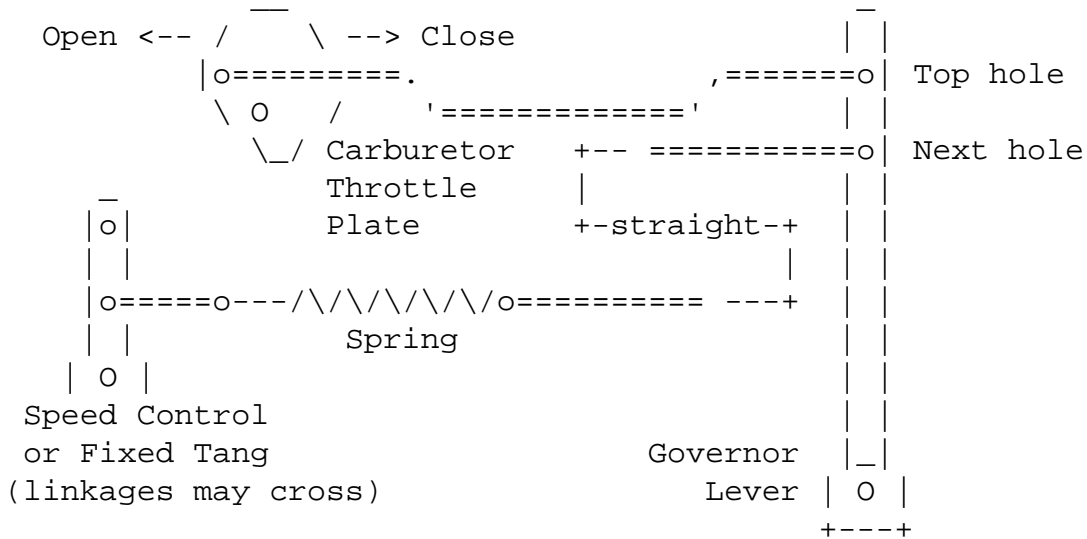 Open <-- / \ --> Close
Top hole
Carburetor
Next hole
Throttle
Plate
straight
Spring
Speed Control
or Fixed Tang
Governor
(linkages may cross)
Lever